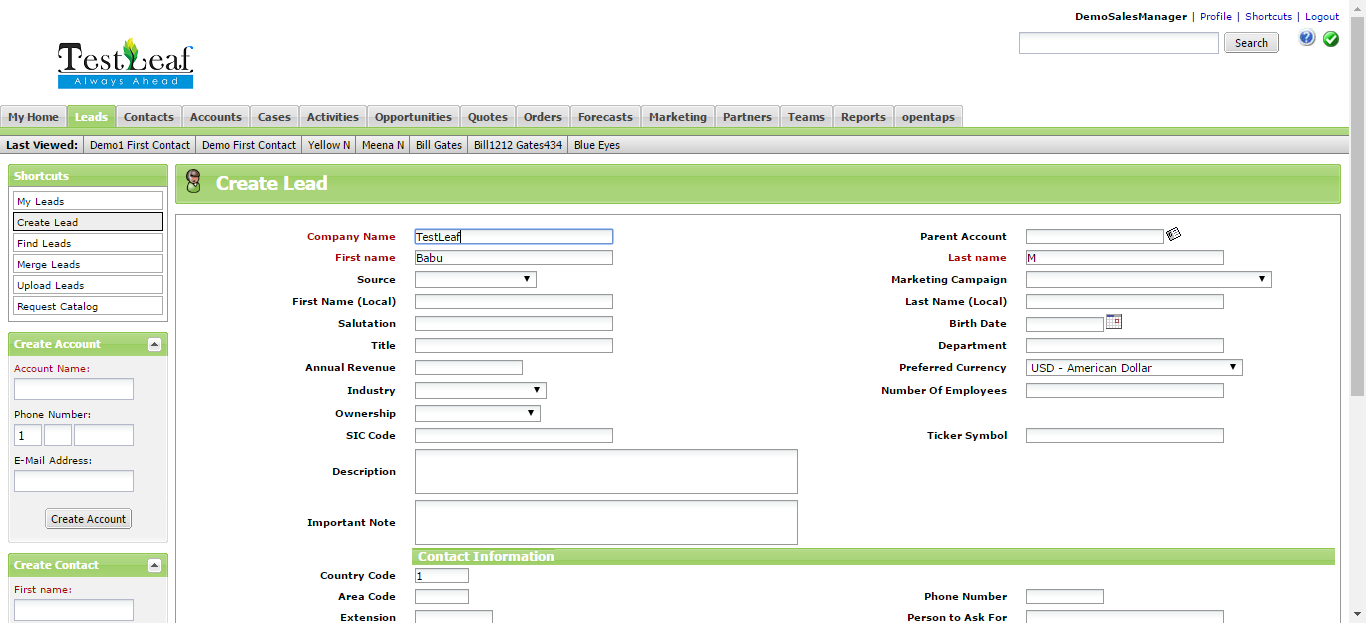 DemoSalesManager | Profile | Shortcuts | Logout
Search
TestLeaf
Always Ahead
My Home Leads Contacts Accounts Cases Activities Opportunities Quotes Orders Forecasts Marketing Partners Teams Reports opentaps
Last Viewed: Demo1 First Contact Demo First Contact Yellow N Meena N Bill Gates Bill1212 Gates434 Blue Eyes
Shortcuts
My Leads
Create Lead
Find Leads
Merge Leads
Upload Leads
Request Catalog
Create Account
Account Name:
Phone Number:
1
E-Mail Address:
Create Account
Create Contact
First name:
Create Lead
Company Name TestLeaf Parent Account
First name Babu Last name M
Source Marketing Campaign
First Name (Local) Last Name (Local)
Salutation Birth Date
Title Department
Annual Revenue Preferred Currency USD - American Dollar
Industry Number Of Employees
Ownership
SIC Code Ticker Symbol
Description
Important Note
Contact Information
Country Code 1
Area Code Phone Number
Extension Person to Ask For